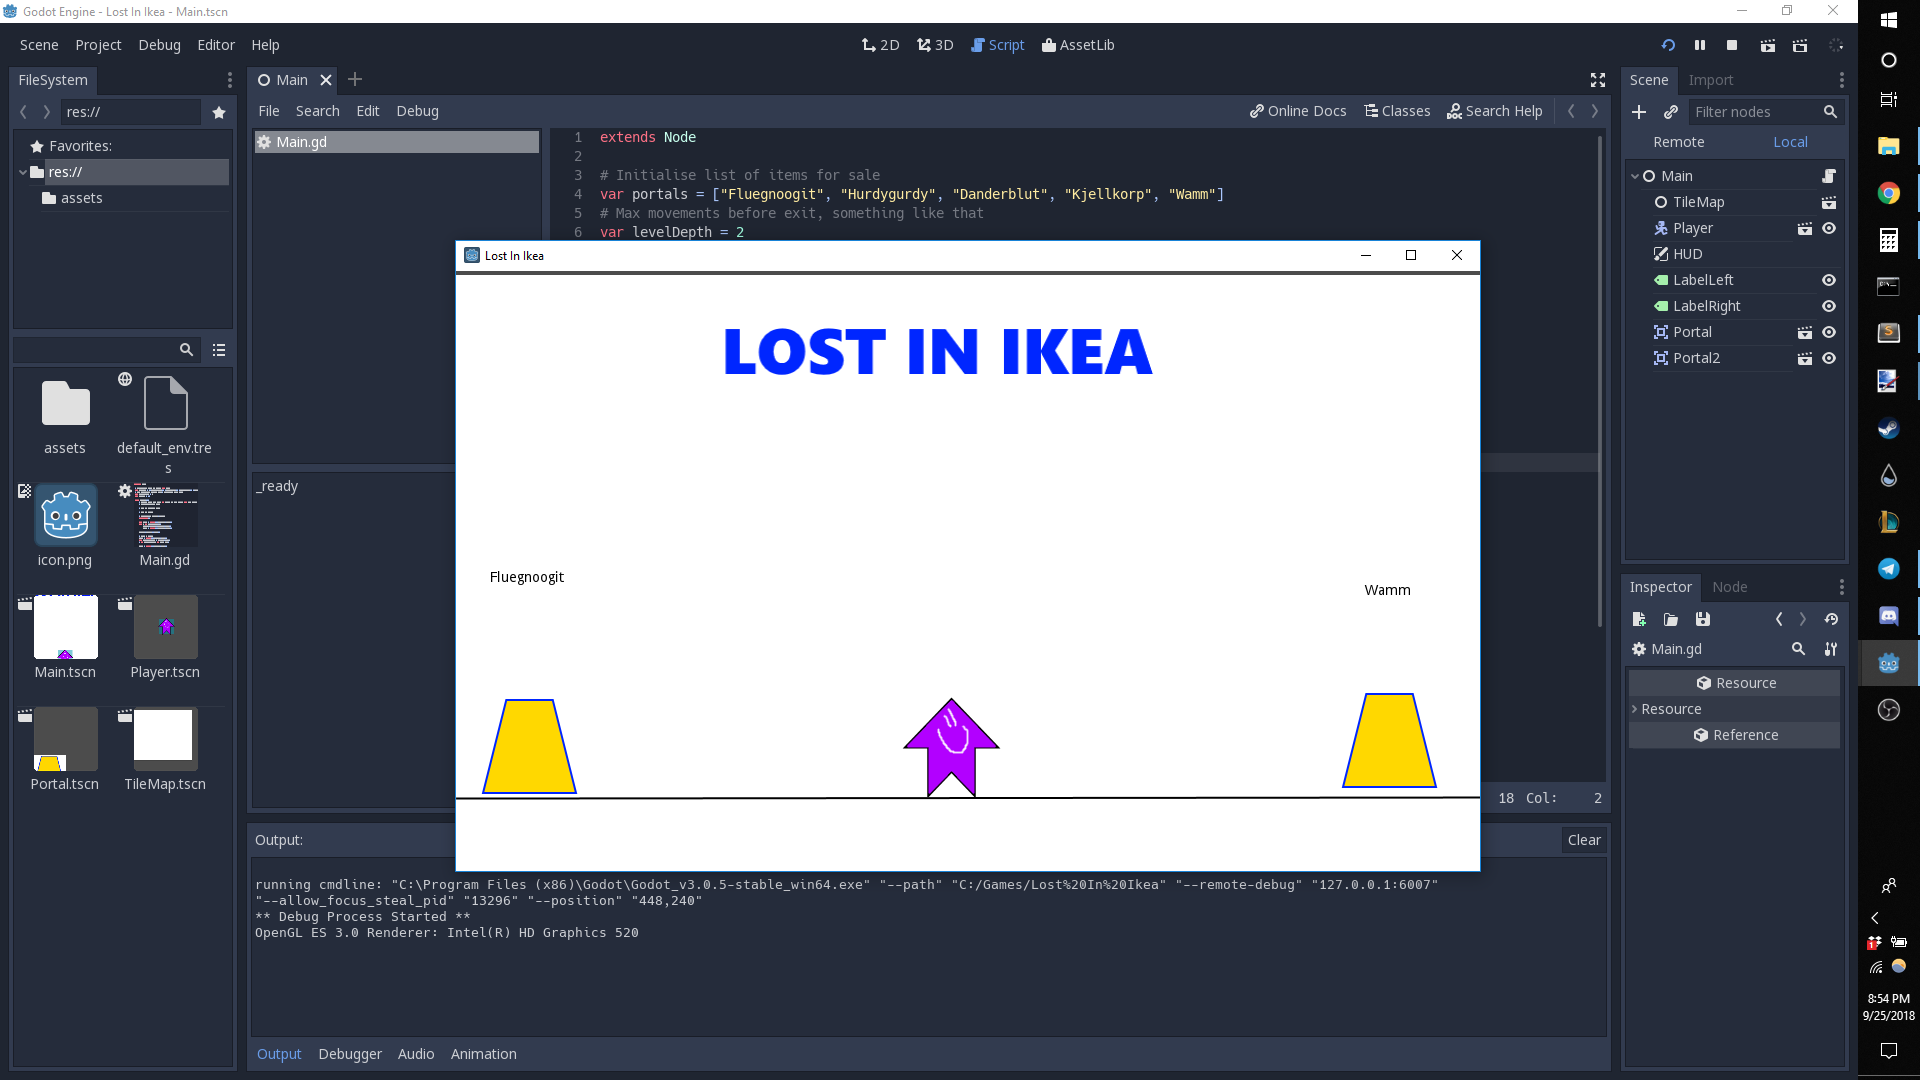 Godot Engine - Lost In Ikea - Main.tscn
Scene Project Debug Editor Help
2D 3D Script AssetLib
FileSystem
res://
Favorites:
res://
assets
assets
default_env.tre
s
icon.png
Main.gd
Main.tscn
Player.tscn
Portal.tscn
TileMap.tscn
Main
File Search Edit Debug
Online Docs Classes Search Help
Main.gd
_ready
1 extends Node
2
3 # Initialise list of items for sale
4 var portals = ["Fluegnoogit", "Hurdygurdy", "Danderblut", "Kjellkorp", "Wamm"]
5 # Max movements before exit, something like that
6 var levelDepth = 2
Lost In Ikea
LOST IN IKEA
Fluegnoogit
Wamm
18 Col: 2
Output:
Clear
running cmdline: "C:\Program Files (x86)\Godot\Godot_v3.0.5-stable_win64.exe" "--path" "C:/Games/Lost%20In%20Ikea" "--remote-debug" "127.0.0.1:6007"
"--allow_focus_steal_pid" "13296" "--position" "448,240"
** Debug Process Started **
OpenGL ES 3.0 Renderer: Intel(R) HD Graphics 520
Output Debugger Audio Animation
Scene Import
Filter nodes
Remote Local
Main
TileMap
Player
HUD
LabelLeft
LabelRight
Portal
Portal2
Inspector Node
Main.gd
Resource
Resource
Reference
1
8:54 PM
9/25/2018